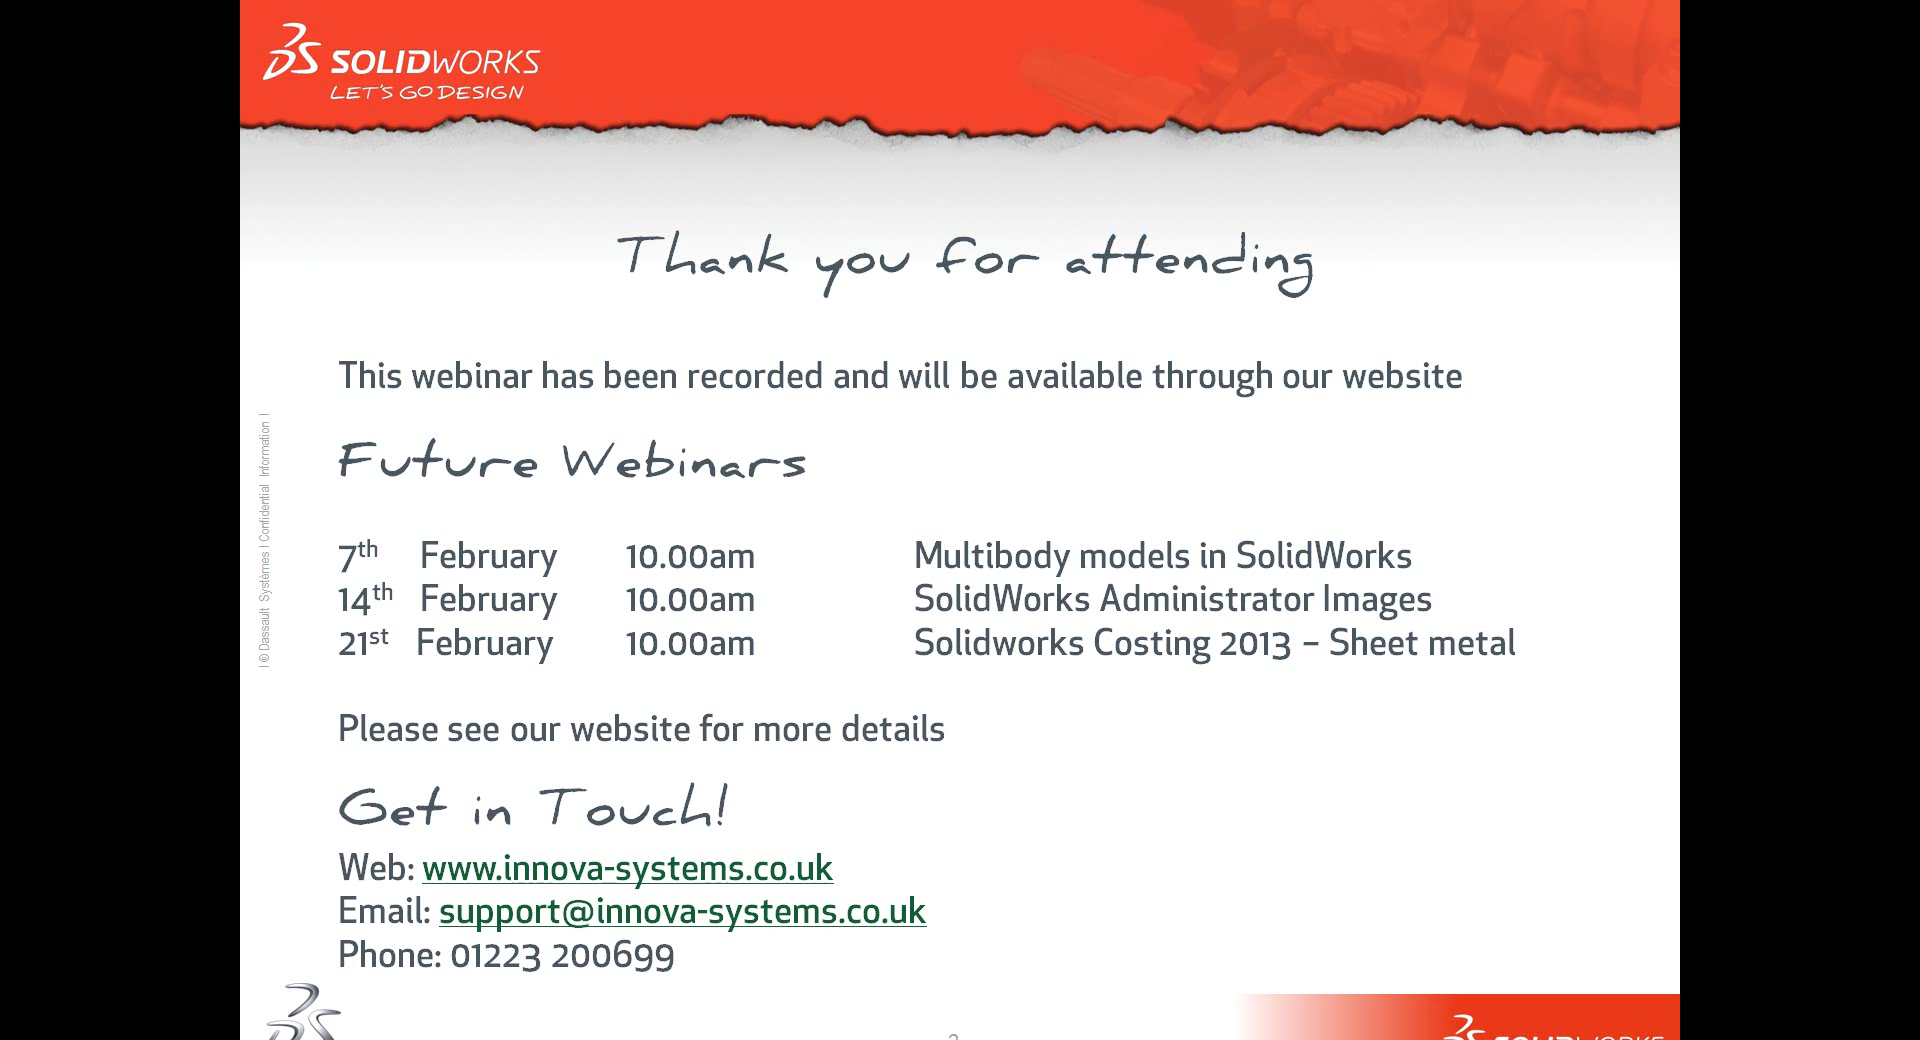 SOLIDWORKS
LET'S GO DESIGN
Thank you for attending
This webinar has been recorded and will be available through our website
Future Webinars
7th February 10.00am Multibody models in SolidWorks
14th February 10.00am SolidWorks Administrator Images
21st February 10.00am Solidworks Costing 2013 – Sheet metal
Please see our website for more details
Get in Touch!
Web: www.innova-systems.co.uk
Email: support@innova-systems.co.uk
Phone: 01223 200699
I © Dassault Systèmes I Confidential Information I
SOLIDWORKS